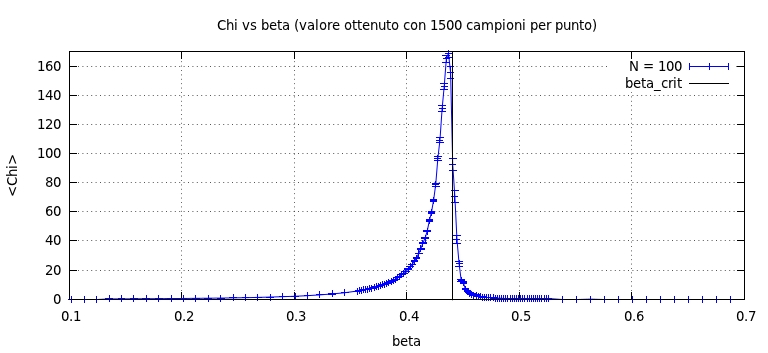 Chi vs beta (valore ottenuto con 1500 campioni per punto)
N = 100
beta_crit
160
140
120
100
80
60
40
20
0
<Chi>
0.1 0.2 0.3 0.4 0.5 0.6 0.7
beta